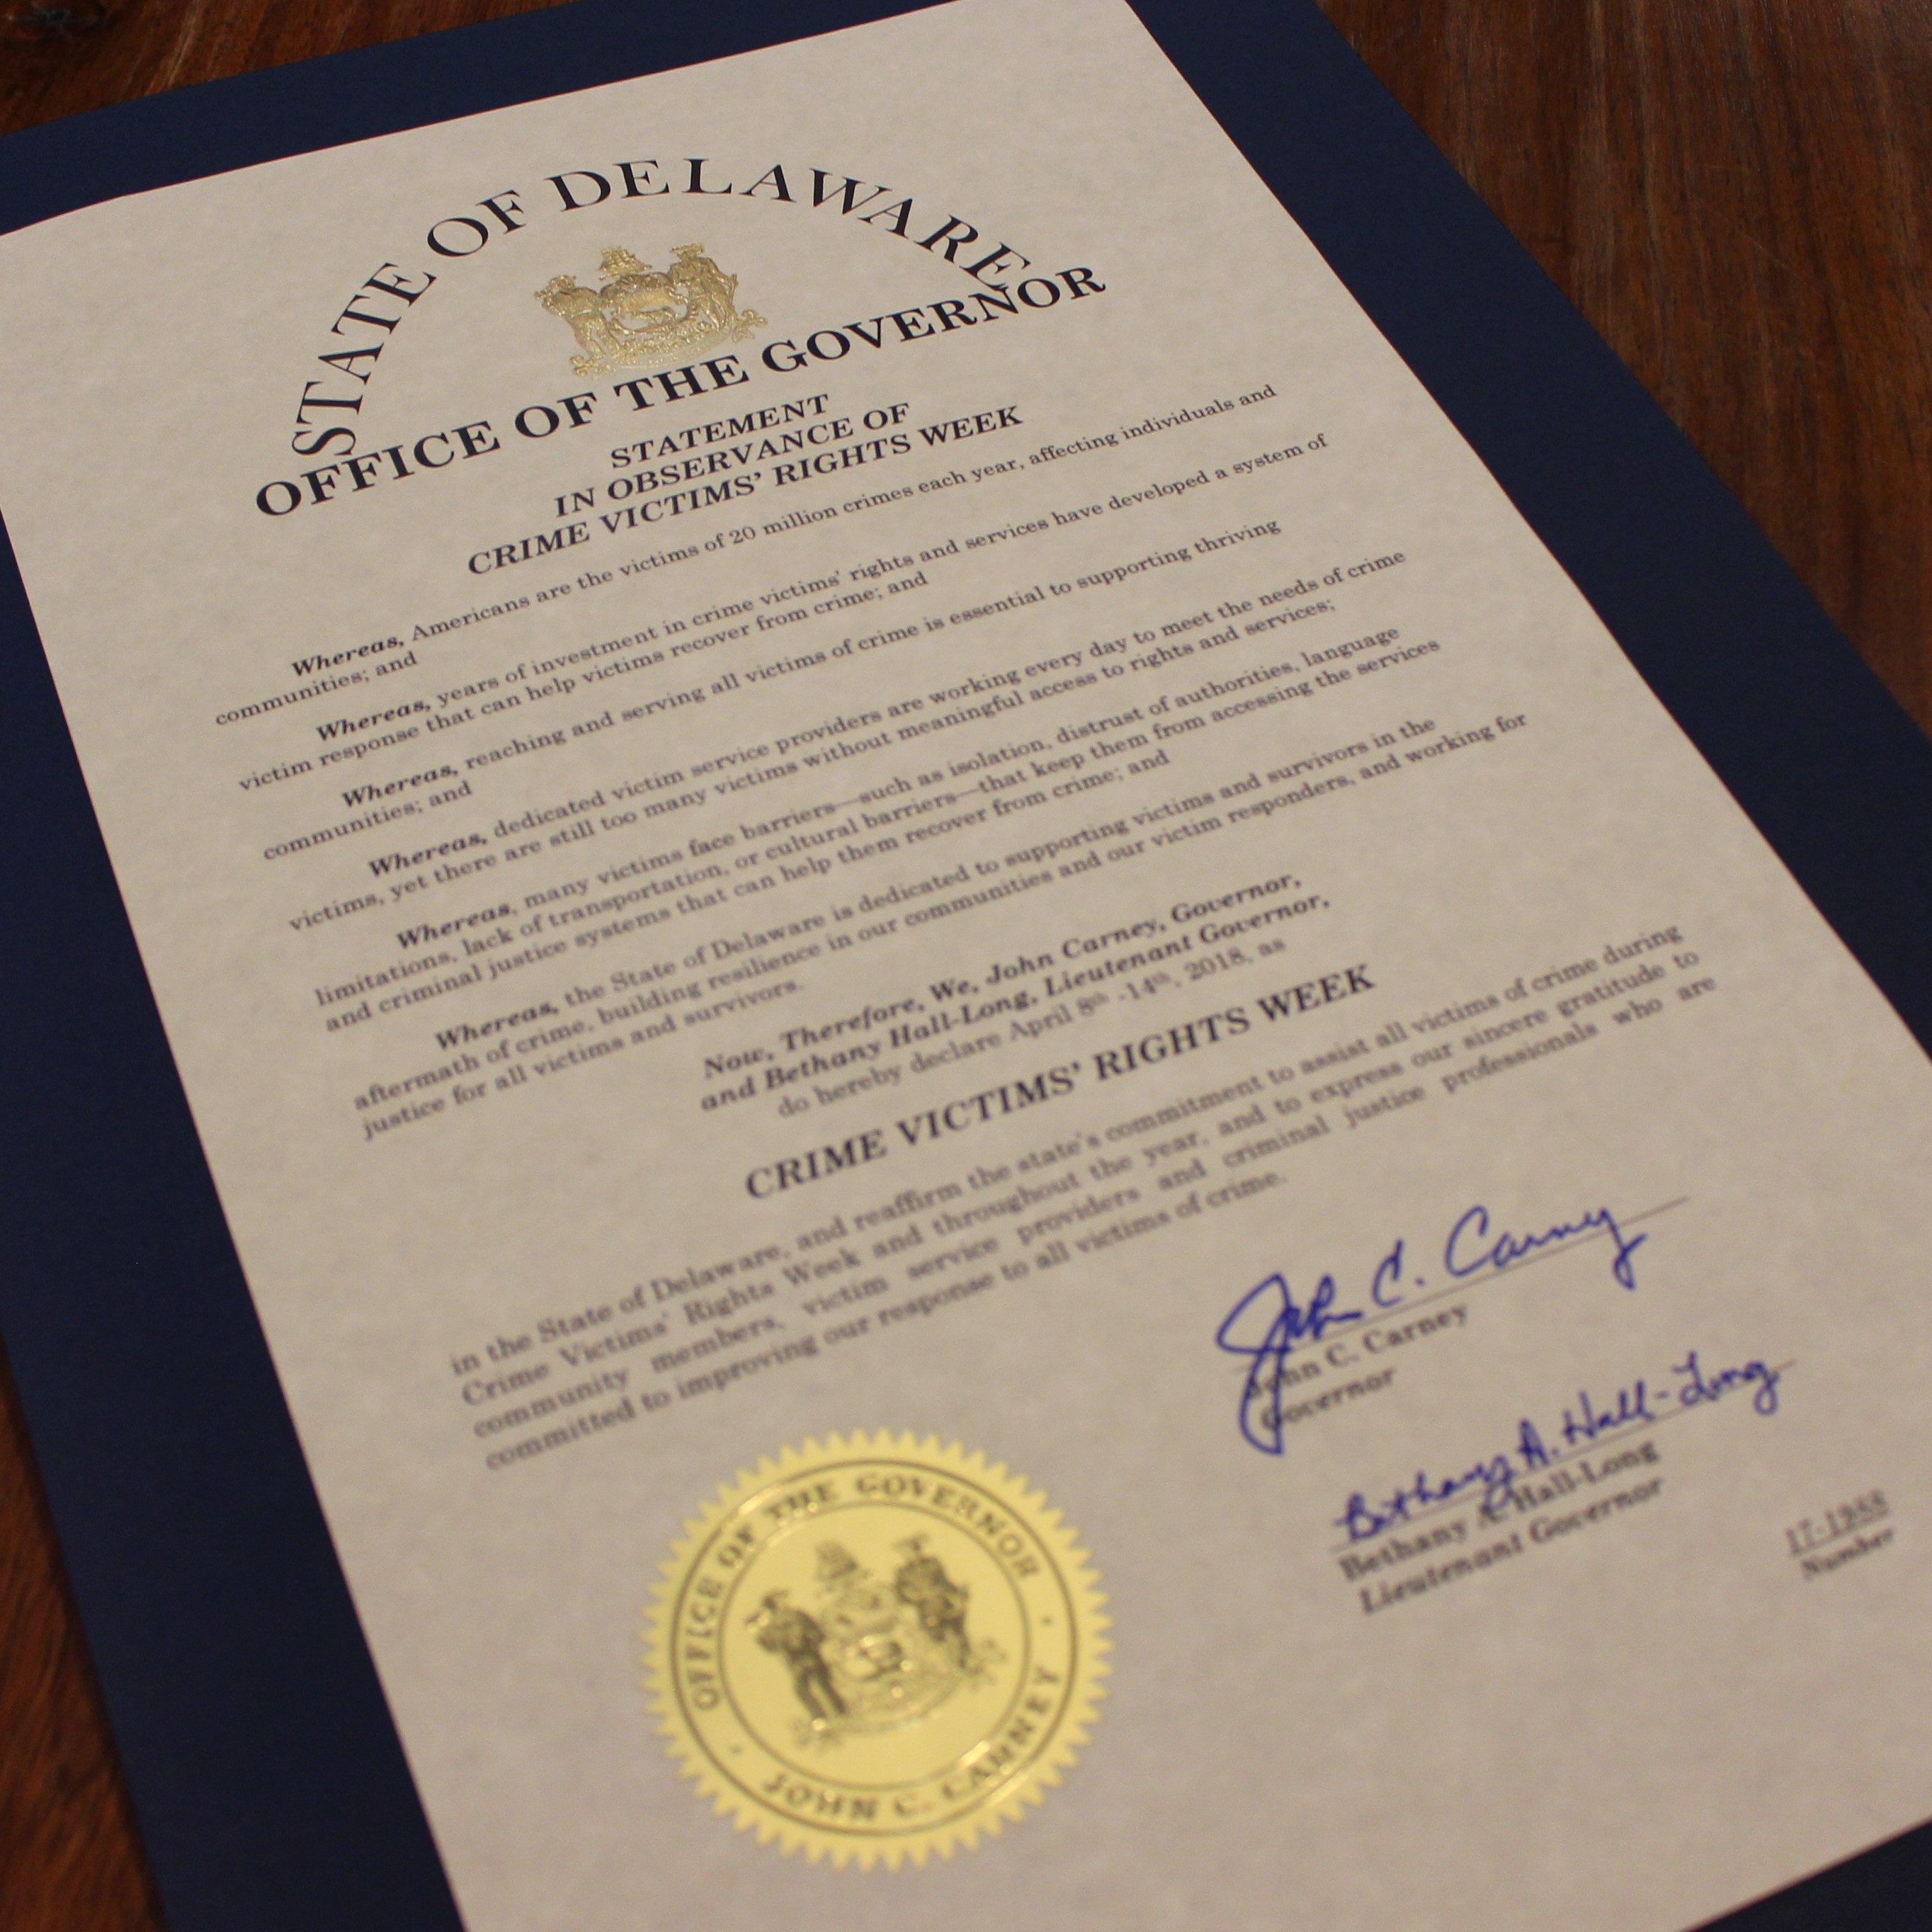 STATE OF DELAWARE
OFFICE OF THE GOVERNOR
STATEMENT
IN OBSERVANCE OF
CRIME VICTIMS' RIGHTS WEEK
Whereas, Americans are the victims of 20 million crimes each year, affecting individuals and
communities; and
Whereas, years of investment in crime victims' rights and services have developed a system of
victim response that can help victims recover from crime; and
Whereas, reaching and serving all victims of crime is essential to supporting thriving
communities; and
Whereas, dedicated victim service providers are working every day to meet the needs of crime
victims, yet there are still too many victims without meaningful access to rights and services;
Whereas, many victims face barriers—such as isolation, distrust of authorities, language
limitations, lack of transportation, or cultural barriers—that keep them from accessing the services
and criminal justice systems that can help them recover from crime; and
Whereas, the State of Delaware is dedicated to supporting victims and survivors in the
aftermath of crime, building resilience in our communities and our victim responders, and working for
justice for all victims and survivors.
Now, Therefore, We, John Carney, Governor,
and Bethany Hall-Long, Lieutenant Governor,
do hereby declare April 8th -14th, 2018, as
CRIME VICTIMS' RIGHTS WEEK
in the State of Delaware, and reaffirm the state's commitment to assist all victims of crime during
Crime Victims' Rights Week and throughout the year, and to express our sincere gratitude to
community members, victim service providers and criminal justice professionals who are
committed to improving our response to all victims of crime.
John C. Carney
John C. Carney
Governor
Bethany A. Hall-Long
Bethany A. Hall-Long
Lieutenant Governor
Number
OFFICE OF THE GOVERNOR
JOHN C. CARNEY